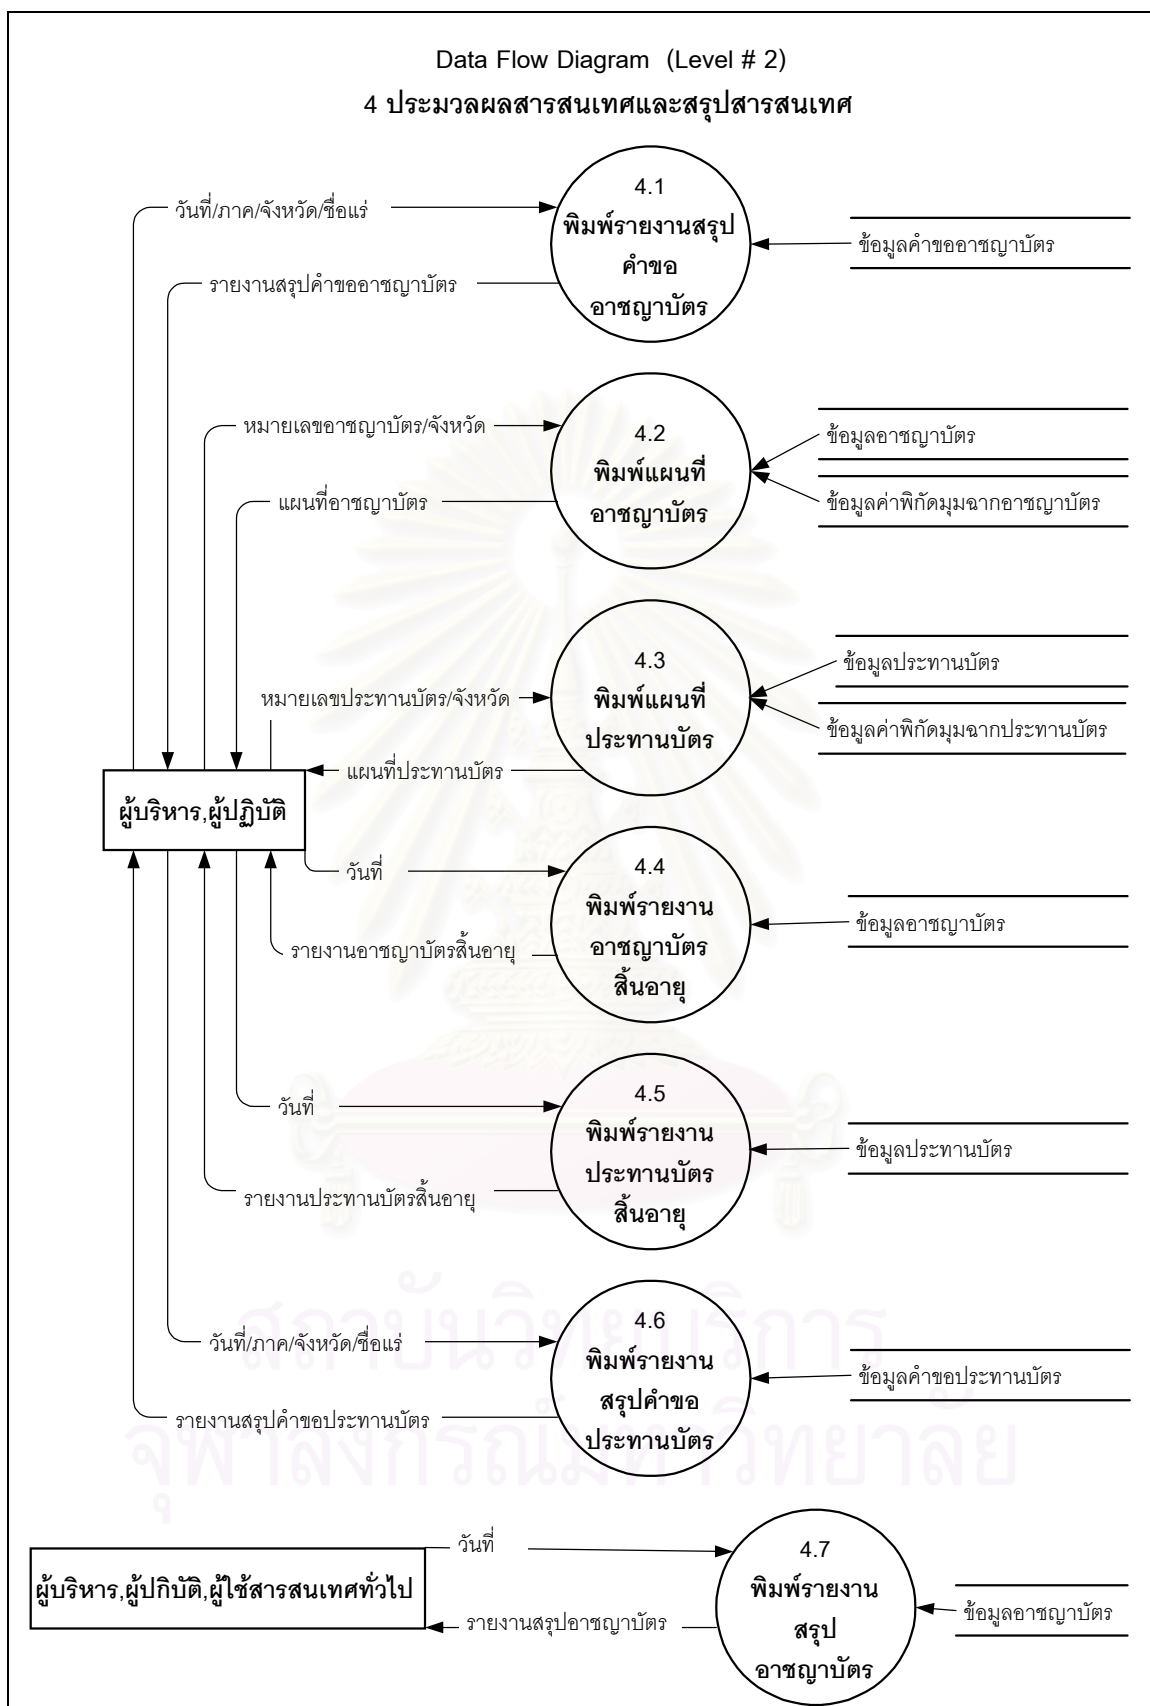 Data Flow Diagram (Level # 2)
4 ประมวลผลสารสนเทศและสรุปสารสนเทศ
4.1
พิมพ์รายงานสรุป
คำขอ
อาชญาบัตร
วันที่/ภาค/จังหวัด/ชื่อแร่
รายงานสรุปคำขออาชญาบัตร
ข้อมูลคำขออาชญาบัตร
4.2
พิมพ์แผนที่
อาชญาบัตร
หมายเลขอาชญาบัตร/จังหวัด
แผนที่อาชญาบัตร
ข้อมูลอาชญาบัตร
ข้อมูลค่าพิกัดมุมฉากอาชญาบัตร
4.3
พิมพ์แผนที่
ประทานบัตร
หมายเลขประทานบัตร/จังหวัด
แผนที่ประทานบัตร
ข้อมูลประทานบัตร
ข้อมูลค่าพิกัดมุมฉากประทานบัตร
ผู้บริหาร,ผู้ปฏิบัติ
4.4
พิมพ์รายงาน
อาชญาบัตร
สิ้นอายุ
วันที่
รายงานอาชญาบัตรสิ้นอายุ
ข้อมูลอาชญาบัตร
4.5
พิมพ์รายงาน
ประทานบัตร
สิ้นอายุ
วันที่
รายงานประทานบัตรสิ้นอายุ
ข้อมูลประทานบัตร
4.6
พิมพ์รายงาน
สรุปคำขอ
ประทานบัตร
วันที่/ภาค/จังหวัด/ชื่อแร่
รายงานสรุปคำขอประทานบัตร
ข้อมูลคำขอประทานบัตร
สถาบันวิทยบริการ
จุฬาลงกรณ์มหาวิทยาลัย
4.7
พิมพ์รายงาน
สรุป
อาชญาบัตร
วันที่
ผู้บริหาร,ผู้ปกิบัติ,ผู้ใช้สารสนเทศทั่วไป
รายงานสรุปอาชญาบัตร
ข้อมูลอาชญาบัตร